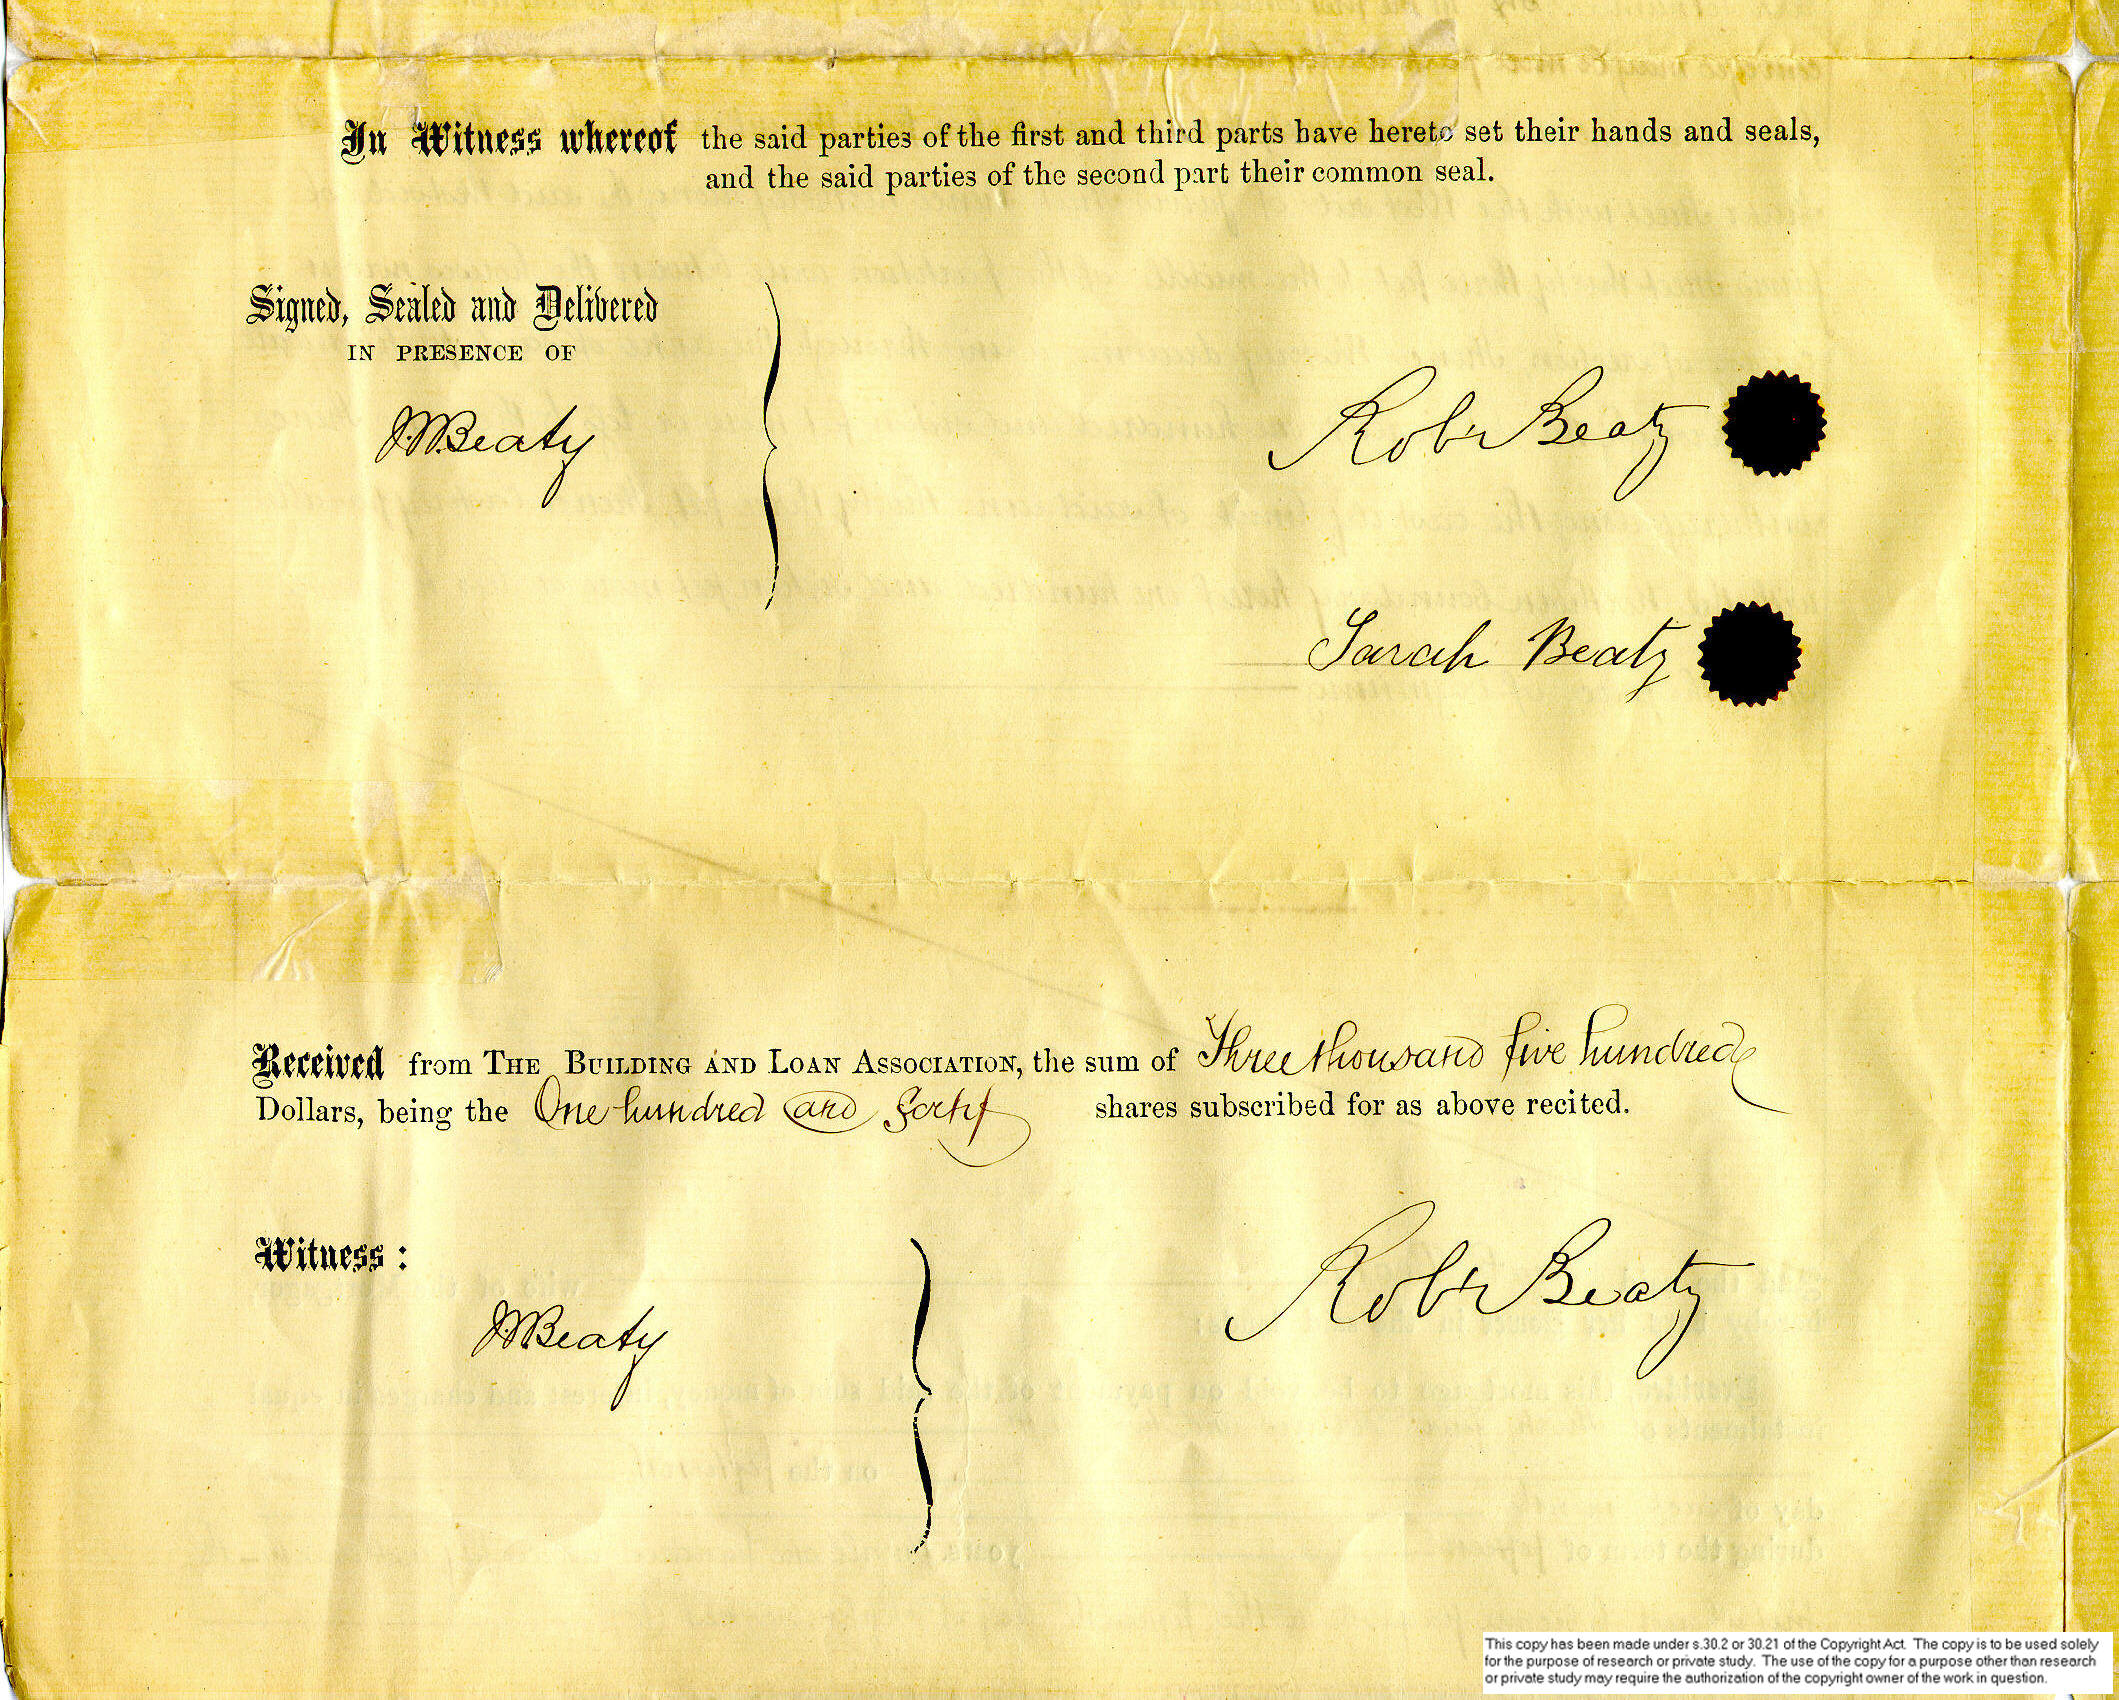 In Witness whereof the said parties of the first and third parts have hereto set their hands and seals,
and the said parties of the second part their common seal.
Signed, Sealed and Delivered
IN PRESENCE OF
J.W.Beaty
Robt Beaty
Sarah Beaty
Received from THE BUILDING AND LOAN ASSOCIATION, the sum of Three thousand five hundred
Dollars, being the One hundred and forty shares subscribed for as above recited.
Witness :
J.W.Beaty
Robt Beaty
This copy has been made under s.30.2 or 30.21 of the Copyright Act. The copy is to be used solely
for the purpose of research or private study. The use of the copy for a purpose other than research
or private study may require the authorization of the copyright owner of the work in question.